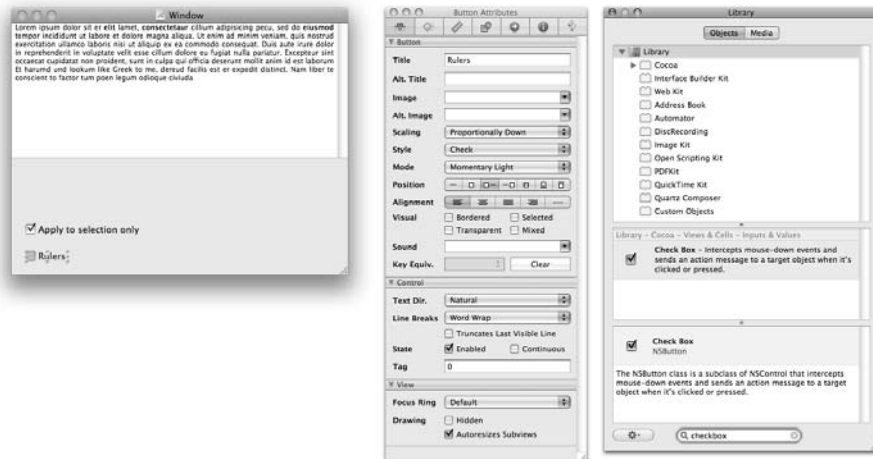 Window
Lorem ipsum dolor sit er elit lamet, consectetaur cillum adipisicing pecu, sed do eiusmod
tempor incididunt ut labore et dolore magna aliqua. Ut enim ad minim veniam, quis nostrud
exercitation ullamco laboris nisi ut aliquip ex ea commodo consequat. Duis aute irure dolor
in reprehenderit in voluptate velit esse cillum dolore eu fugiat nulla pariatur. Excepteur sint
occaecat cupidatat non proident, sunt in culpa qui officia deserunt mollit anim id est laborum
Et harumd und lookum like Greek to me, dereud facilis est er expedit distinct. Nam liber te
conscient to factor tum poen legum odioque civiuda
Apply to selection only
Rulers
Button Attributes
Button
Title
Rulers
Alt. Title
Image
Alt. Image
Scaling
Proportionally Down
Style
Check
Mode
Momentary Light
Position
Alignment
Visual
Bordered
Selected
Transparent
Mixed
Sound
Key Equiv.
Clear
Control
Text Dir.
Natural
Line Breaks
Word Wrap
Truncates Last Visible Line
State
Enabled
Continuous
Tag
0
View
Focus Ring
Default
Drawing
Hidden
Autoresizes Subviews
Library
Objects
Media
Library
Cocoa
Interface Builder Kit
Web Kit
Address Book
Automator
DiscRecording
Image Kit
Open Scripting Kit
PDFKit
QuickTime Kit
Quartz Composer
Custom Objects
Library - Cocoa - Views & Cells - Inputs & Values
Check Box - Intercepts mouse-down events and
sends an action message to a target object when it's
clicked or pressed.
Check Box
NSButton
The NSButton class is a subclass of NSControl that intercepts
mouse-down events and sends an action message to a target
object when it's clicked or pressed.
checkbox